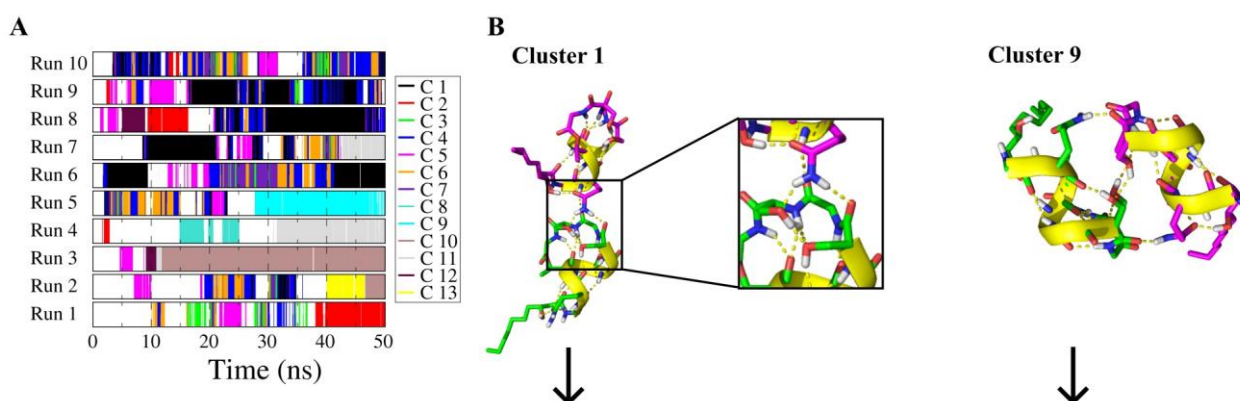 A
Run 10
Run 9
Run 8
Run 7
Run 6
Run 5
Run 4
Run 3
Run 2
Run 1
0 10 20 30 40 50
Time (ns)
C 1
C 2
C 3
C 4
C 5
C 6
C 7
C 8
C 9
C 10
C 11
C 12
C 13
B
Cluster 1
Cluster 9